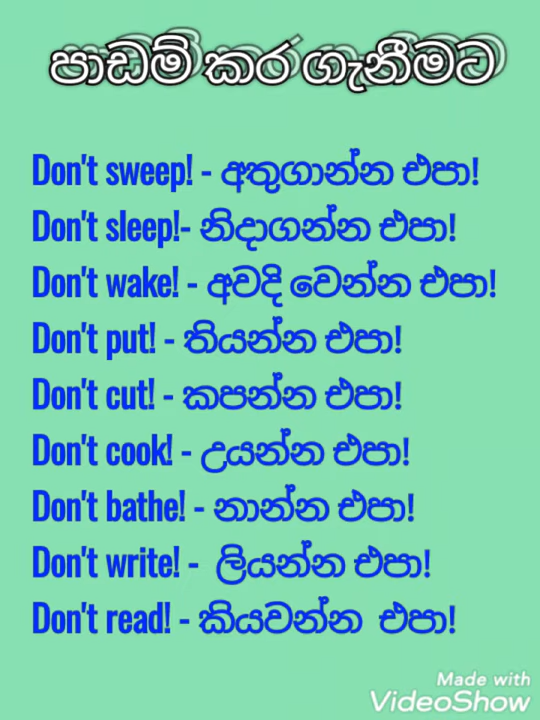 පාඩම් කර ගැනීමට
Don't sweep! - අතුගාන්න එපා!
Don't sleep!- නිදාගන්න එපා!
Don't wake! - අවදි වෙන්න එපා!
Don't put! - තියන්න එපා!
Don't cut! - කපන්න එපා!
Don't cook! - උයන්න එපා!
Don't bathe! - නාන්න එපා!
Don't write! - ලියන්න එපා!
Don't read! - කියවන්න එපා!
Made with
VideoShow